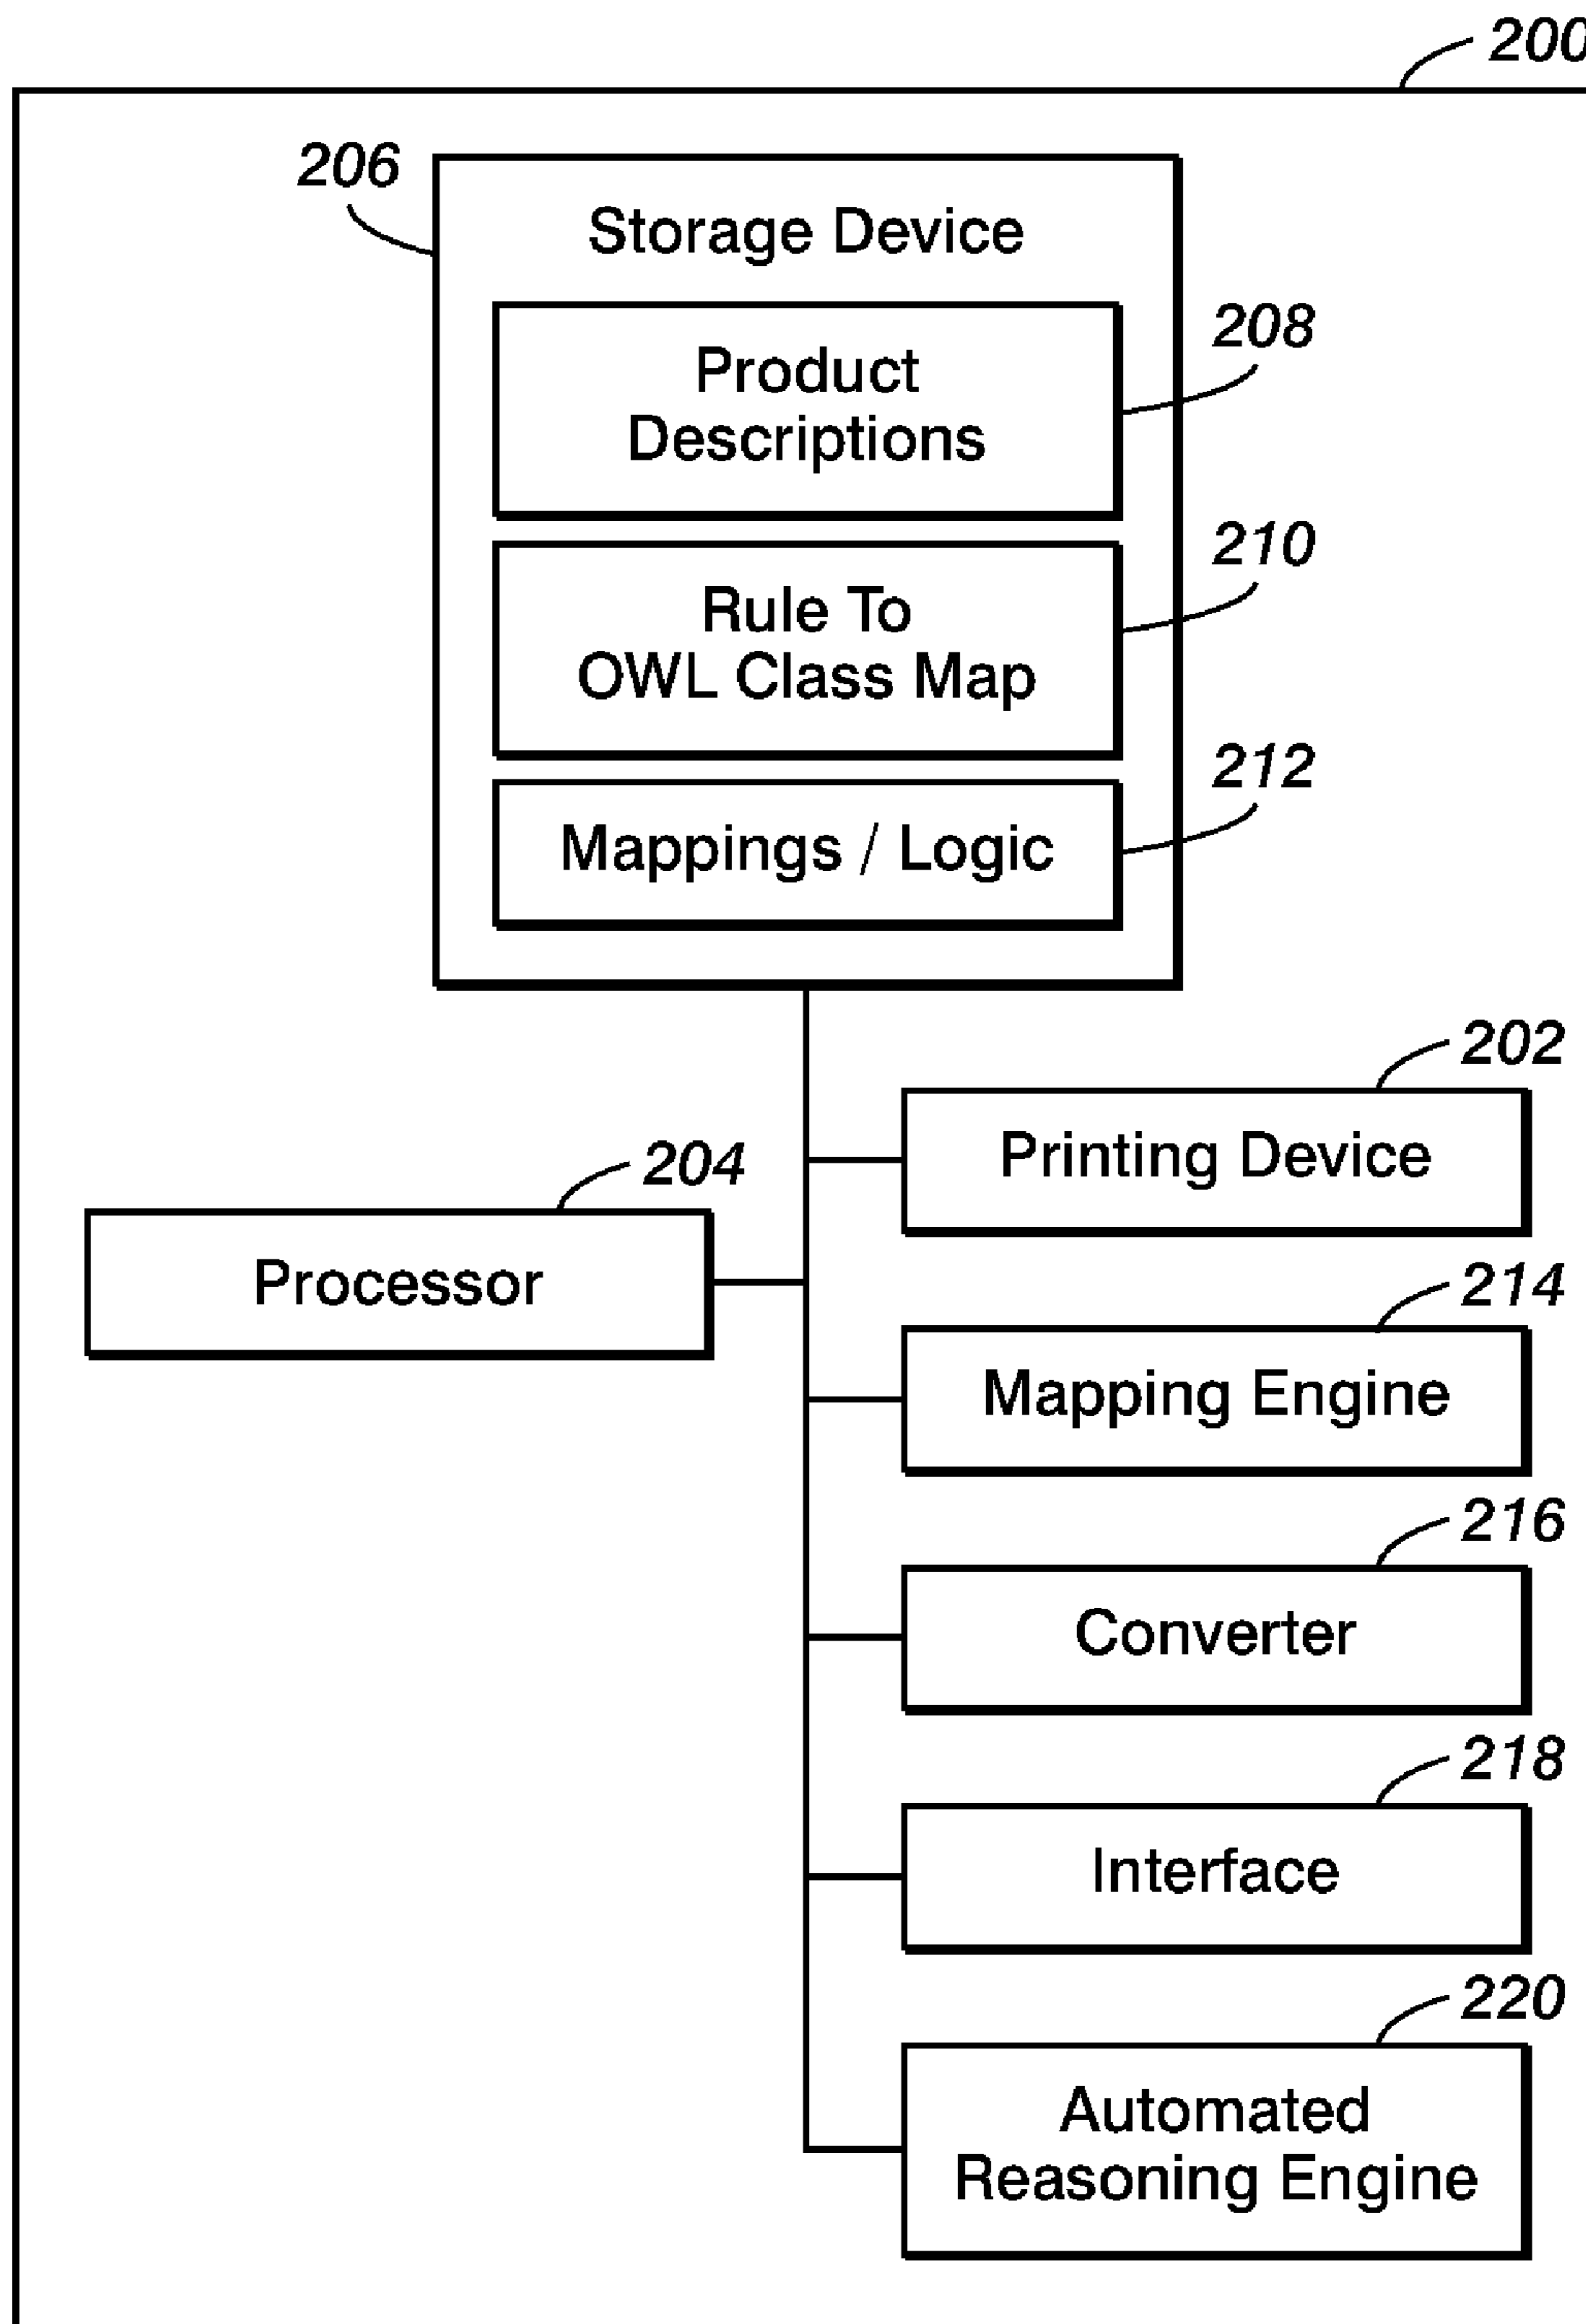 200
206
Storage Device
208
Product
Descriptions
210
Rule To
OWL Class Map
212
Mappings / Logic
202
Printing Device
204
Processor
214
Mapping Engine
216
Converter
218
Interface
220
Automated
Reasoning Engine